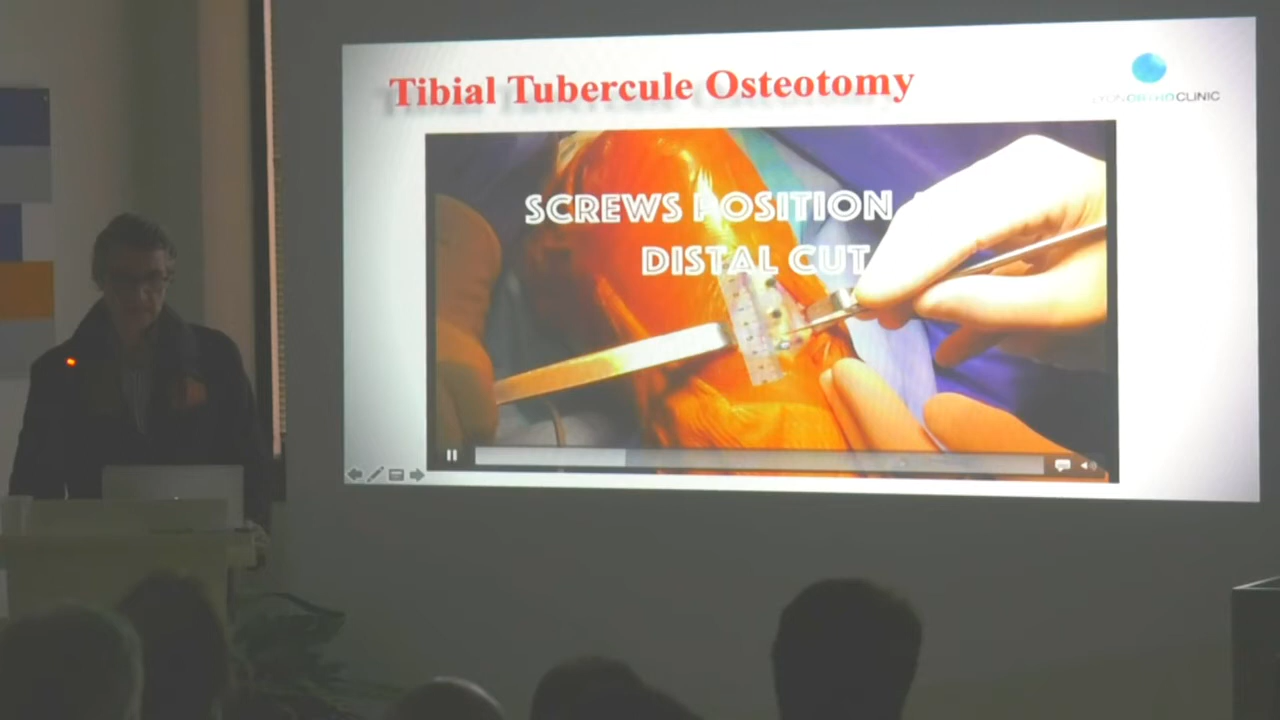 Tibial Tubercule Osteotomy
LYON ORTHO CLINIC
SCREWS POSITION
DISTAL CUT